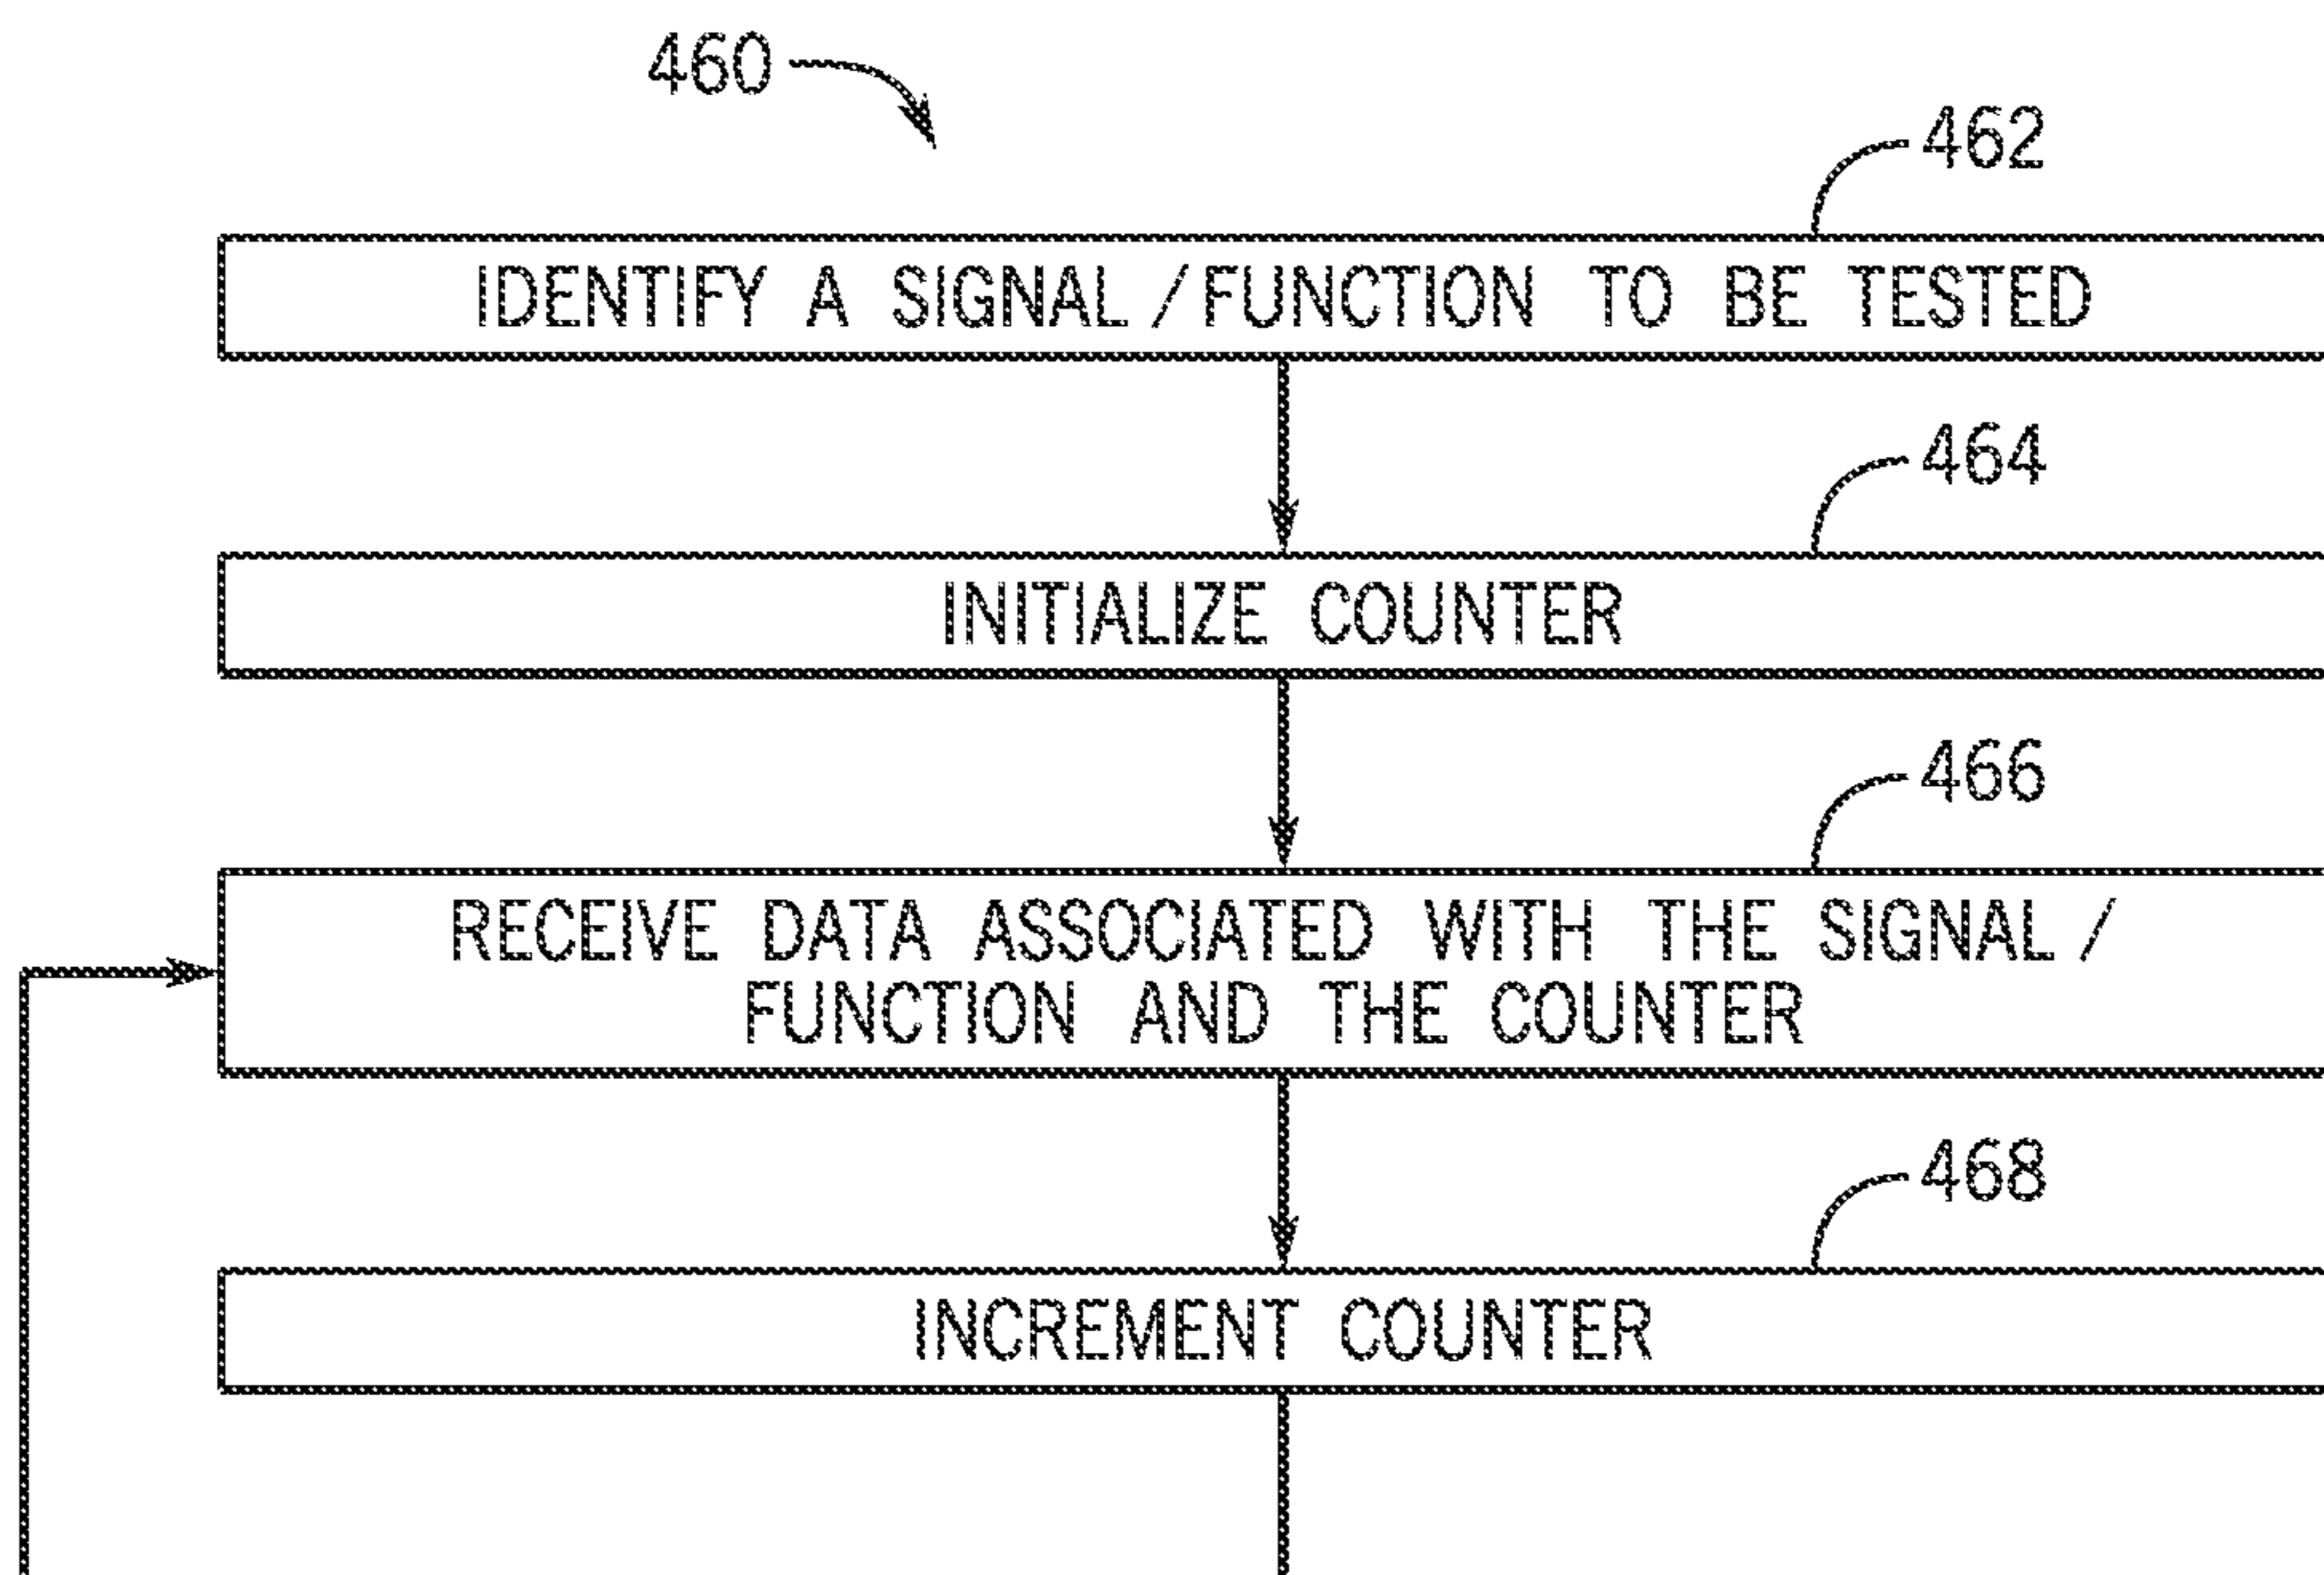 460
462
IDENTIFY A SIGNAL/FUNCTION TO BE TESTED
464
INITIALIZE COUNTER
466
RECEIVE DATA ASSOCIATED WITH THE SIGNAL/
FUNCTION AND THE COUNTER
468
INCREMENT COUNTER